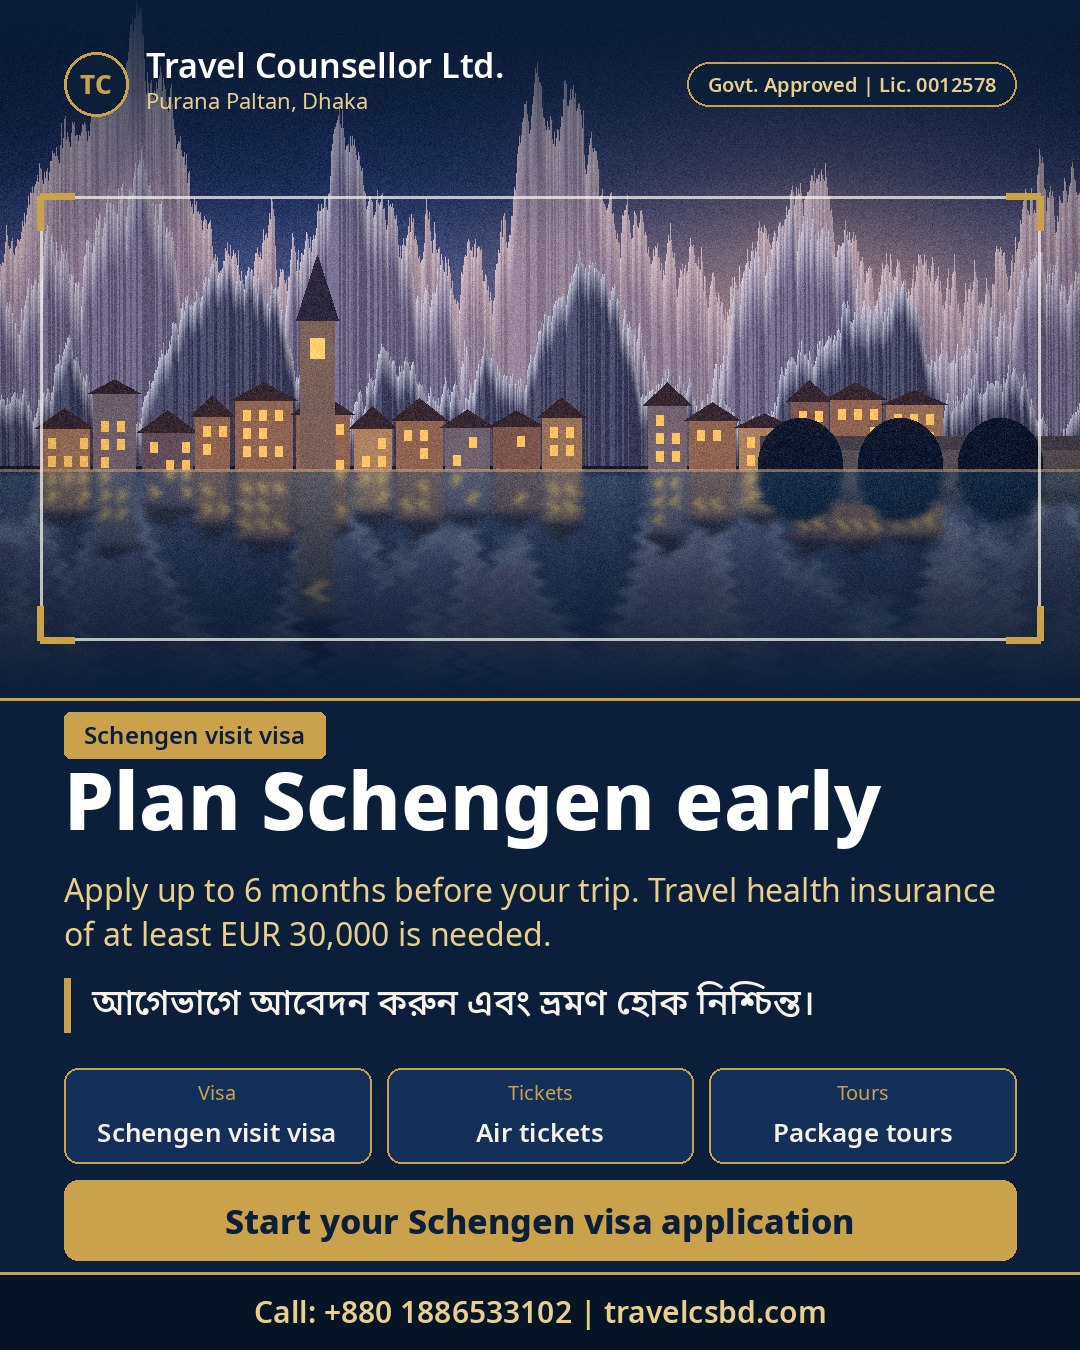 TC
Travel Counsellor Ltd.
Purana Paltan, Dhaka
Govt. Approved | Lic. 0012578
Schengen visit visa
Plan Schengen early
Apply up to 6 months before your trip. Travel health insurance
of at least EUR 30,000 is needed.
আগেভাগে আবেদন করুন এবং ভ্রমণ হোক নিশ্চিন্ত।
Visa
Schengen visit visa
Tickets
Air tickets
Tours
Package tours
Start your Schengen visa application
Call: +880 1886533102 | travelcsbd.com